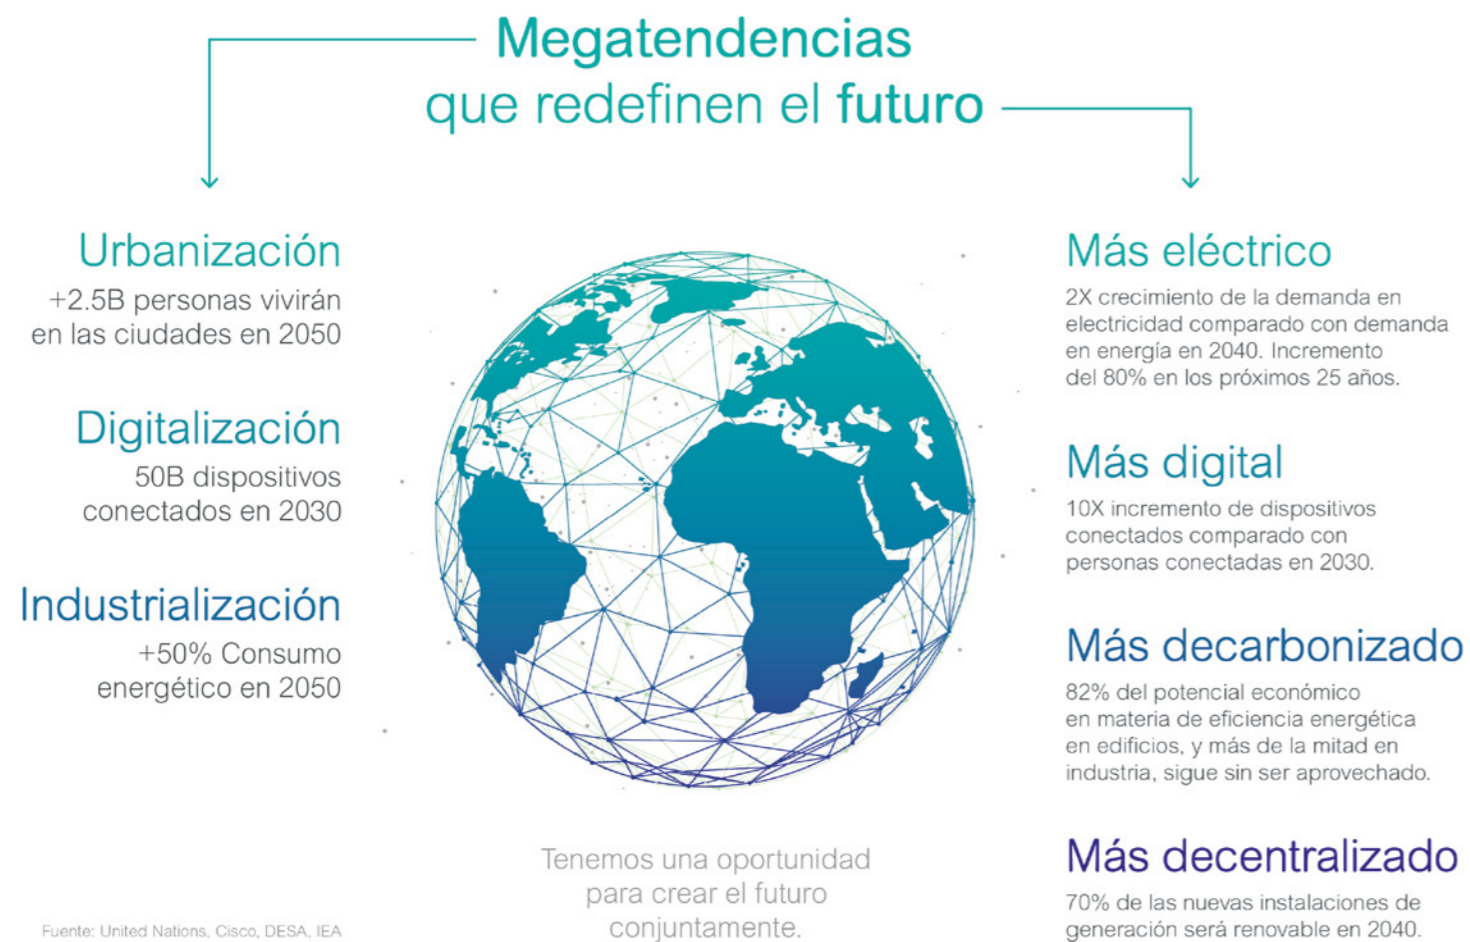 Megatendencias
que redefinen el futuro
Urbanización
+2.5B personas vivirán
en las ciudades en 2050
Digitalización
50B dispositivos
conectados en 2030
Industrialización
+50% Consumo
energético en 2050
Más eléctrico
2X crecimiento de la demanda en
electricidad comparado con demanda
en energía en 2040. Incremento
del 80% en los próximos 25 años.
Más digital
10X incremento de dispositivos
conectados comparado con
personas conectadas en 2030.
Más decarbonizado
82% del potencial económico
en materia de eficiencia energética
en edificios, y más de la mitad en
industria, sigue sin ser aprovechado.
Más decentralizado
70% de las nuevas instalaciones de
generación será renovable en 2040.
Tenemos una oportunidad
para crear el futuro
conjuntamente.
Fuente: United Nations, Cisco, DESA, IEA